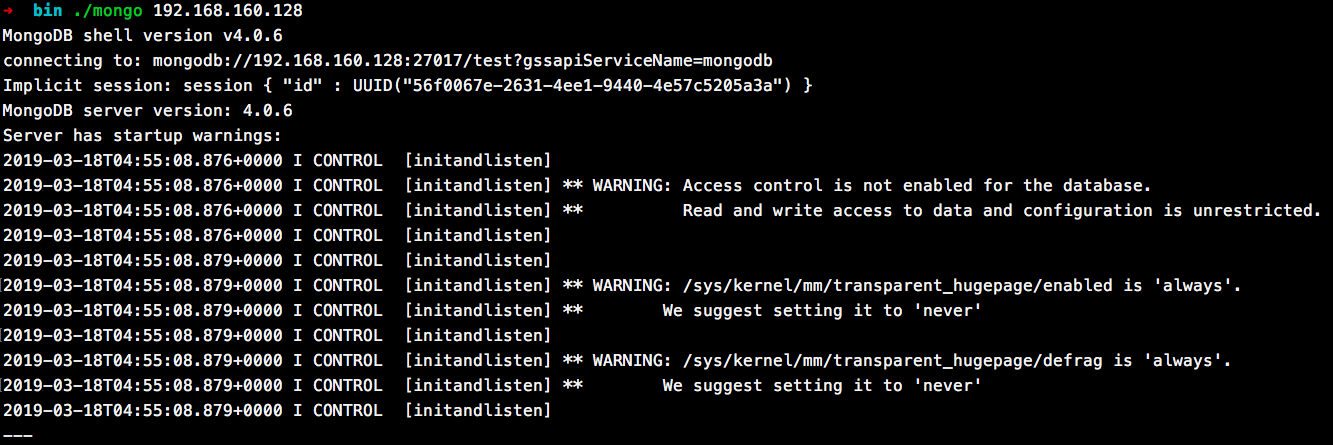 ➜  bin ./mongo 192.168.160.128
MongoDB shell version v4.0.6
connecting to: mongodb://192.168.160.128:27017/test?gssapiServiceName=mongodb
Implicit session: session { "id" : UUID("56f0067e-2631-4ee1-9440-4e57c5205a3a") }
MongoDB server version: 4.0.6
Server has startup warnings:
2019-03-18T04:55:08.876+0000 I CONTROL  [initandlisten]
2019-03-18T04:55:08.876+0000 I CONTROL  [initandlisten] ** WARNING: Access control is not enabled for the database.
2019-03-18T04:55:08.876+0000 I CONTROL  [initandlisten] **          Read and write access to data and configuration is unrestricted.
2019-03-18T04:55:08.876+0000 I CONTROL  [initandlisten]
2019-03-18T04:55:08.879+0000 I CONTROL  [initandlisten]
2019-03-18T04:55:08.879+0000 I CONTROL  [initandlisten] ** WARNING: /sys/kernel/mm/transparent_hugepage/enabled is 'always'.
2019-03-18T04:55:08.879+0000 I CONTROL  [initandlisten] **        We suggest setting it to 'never'
2019-03-18T04:55:08.879+0000 I CONTROL  [initandlisten]
2019-03-18T04:55:08.879+0000 I CONTROL  [initandlisten] ** WARNING: /sys/kernel/mm/transparent_hugepage/defrag is 'always'.
2019-03-18T04:55:08.879+0000 I CONTROL  [initandlisten] **        We suggest setting it to 'never'
2019-03-18T04:55:08.879+0000 I CONTROL  [initandlisten]
---